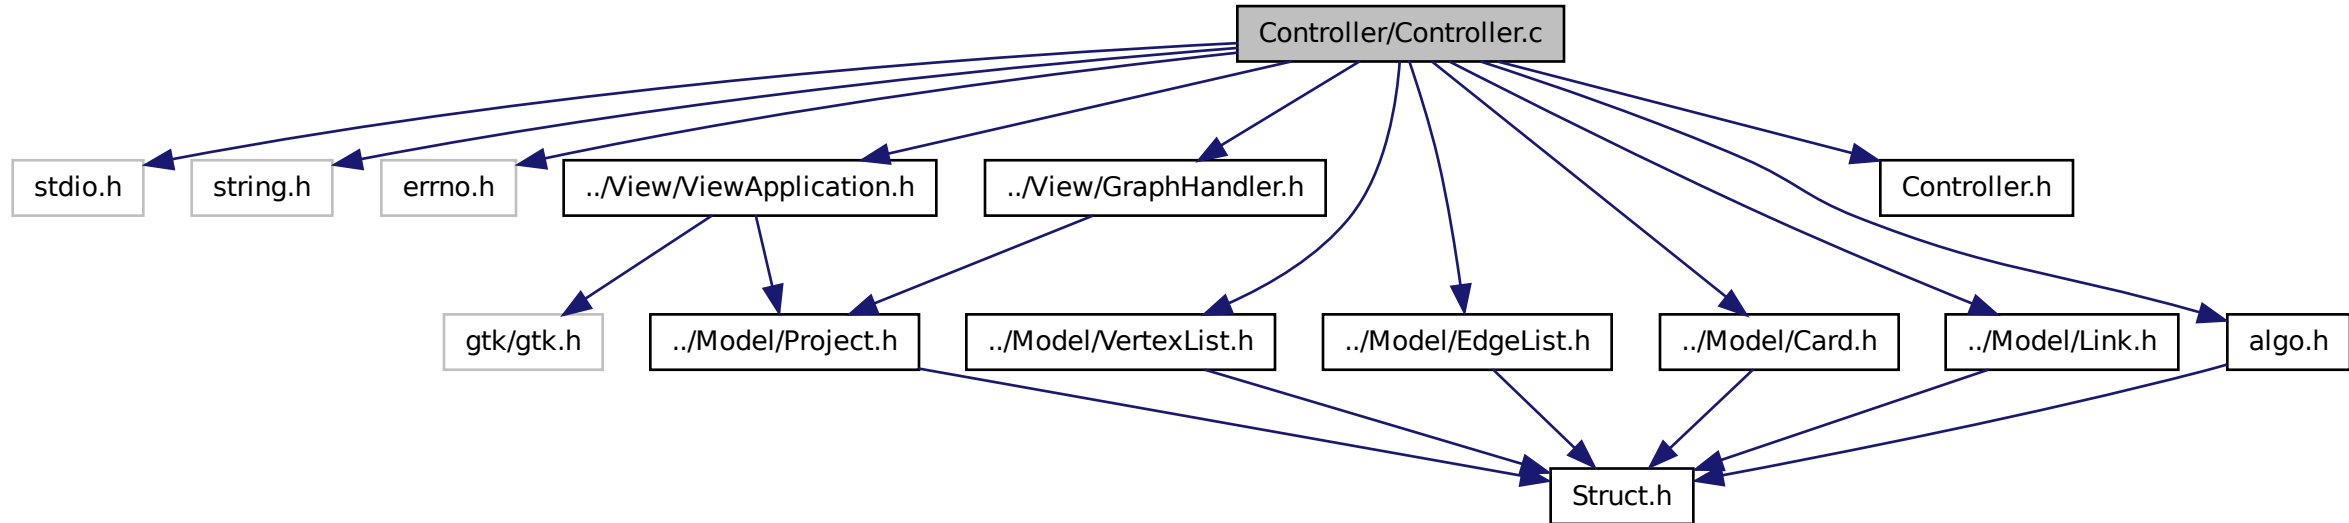 Controller/Controller.c
stdio.h
string.h
errno.h
../View/ViewApplication.h
../View/GraphHandler.h
Controller.h
gtk/gtk.h
../Model/Project.h
../Model/VertexList.h
../Model/EdgeList.h
../Model/Card.h
../Model/Link.h
algo.h
Struct.h